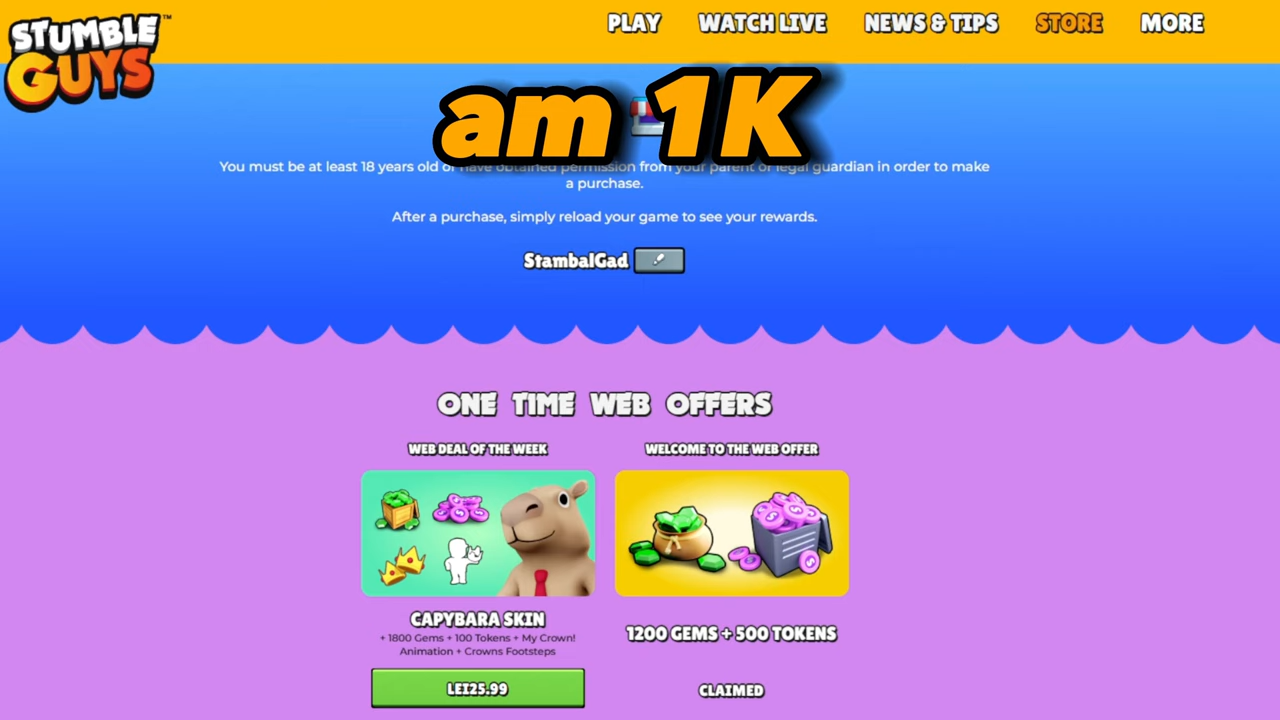 STUMBLE GUYS™
PLAY WATCH LIVE NEWS & TIPS STORE MORE
am 1K
You must be at least 18 years old or have obtained permission from your parent or legal guardian in order to make
a purchase.
After a purchase, simply reload your game to see your rewards.
StambalGad
ONE TIME WEB OFFERS
WEB DEAL OF THE WEEK
CAPYBARA SKIN
+ 1800 Gems + 100 Tokens + My Crown!
Animation + Crowns Footsteps
LEI25.99
WELCOME TO THE WEB OFFER
1200 GEMS + 500 TOKENS
CLAIMED